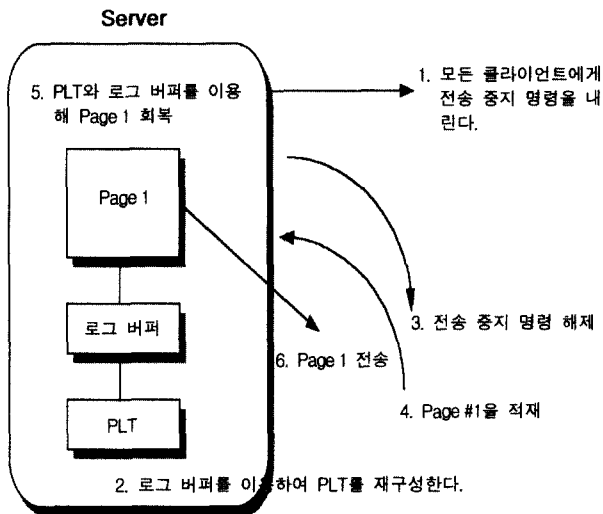 Server
5. PLT와 로그 버퍼를 이용
해 Page 1 회복
1. 모든 클라이언트에게
전송 중지 명령을 내
린다.
Page 1
로그 버퍼
PLT
3. 전송 중지 명령 해제
6. Page 1 전송
4. Page #1을 적재
2. 로그 버퍼를 이용하여 PLT를 재구성한다.